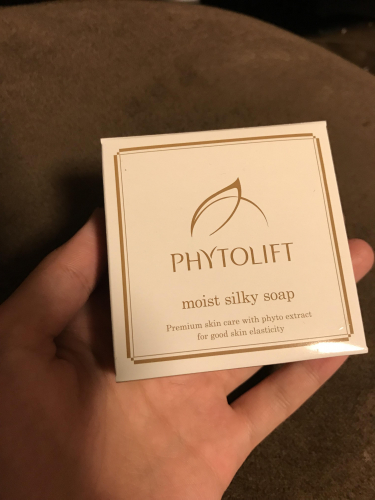 PHYTOLIFT
moist silky soap
Premium skin care with phyto extract
for good skin elasticity